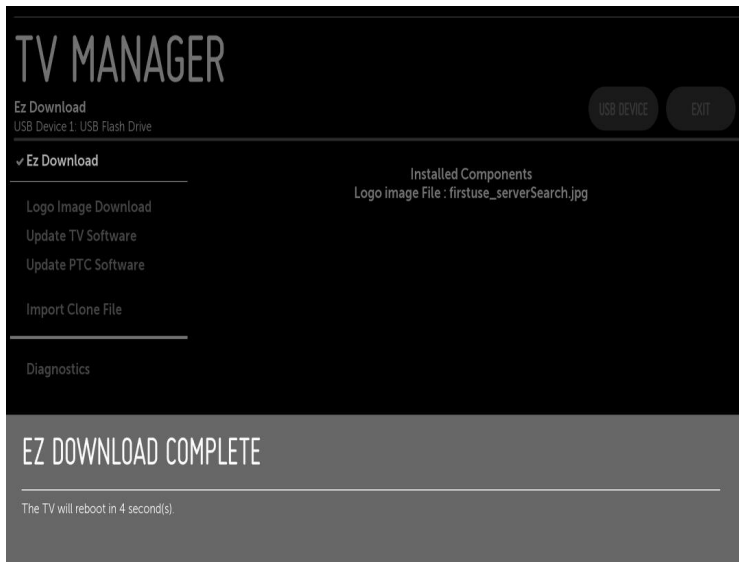 TV MANAGER
Ez Download
USB Device 1: USB Flash Drive
USB DEVICE
EXIT
Ez Download
Logo Image Download
Update TV Software
Update PTC Software
Import Clone File
Diagnostics
Installed Components
Logo image File : firstuse_serverSearch.jpg
EZ DOWNLOAD COMPLETE
The TV will reboot in 4 second(s).